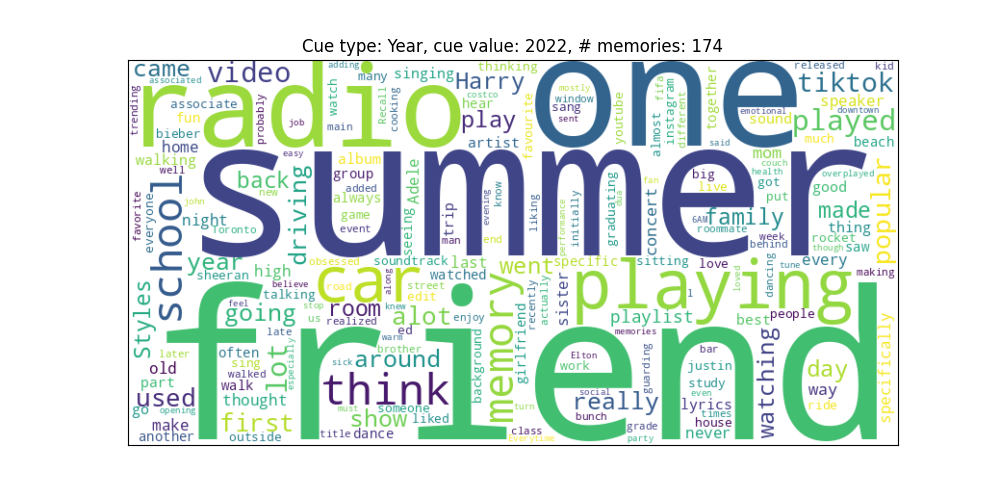 Cue type: Year, cue value: 2022, # memories: 174
trending
came
associated
video
adding
watch
many
singing
thinking
Harry
one
mostly
window
sang
sent
youtube
almost
fifa
instagram
different
together
released
kid
tiktok
speaker
downtown
emotional
sound
played
associate
fun
probably
job
main
Recall
cooking
hear
play
artist
favourite
radio
bieber
home
said
much
beach
walking
well
easy
album
group
added
always
game
event
Adele
seeing
summer
mom
couch
health
overplayed
big
live
got
put
good
favorite
everyone
school
john
back
new
night
Toronto
driving
trip
man
evening
know
end
liking
performance
initially
graduating
dua
concert
fan
6AM
family
roommate
week
behind
made
thing
rocket
though
saw
popular
year
sheeran
high
obsessed
soundtrack
last
went
specific
sitting
love
loved
dancing
tune
every
making
Styles
believe
talking
car
road
along
street
edit
watched
memory
girlfriend
recently
actually
sister
playing
l
playlist
best
people
feel
going
stop
us
room
realized
knew
alot
enjoy
memories
later
often
late
warm
ed
background
Elton
work
guarding
bar
justin
study
even
watching
day
way
specifically
old
part
sing
walked
walk
lot
especially
sick
brother
around
friend
social
really
bunch
lyrics
times
house
ride
used
go
opening
thought
think
must
someone
show
liked
turn
make
another
first
outside
title
dance
class
everytime
grade
party
never